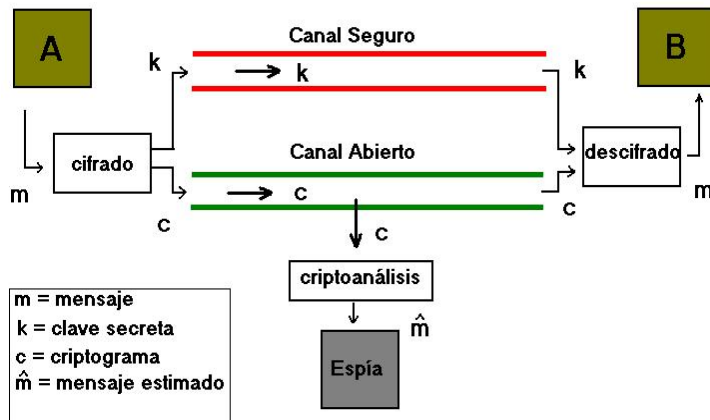 A
Canal Seguro
B
k
k
k
cifrado
Canal Abierto
descifrado
m
c
m
c
c
c
criptoanálisis
m̂
Espía
m = mensaje
k = clave secreta
c = criptograma
m̂ = mensaje estimado